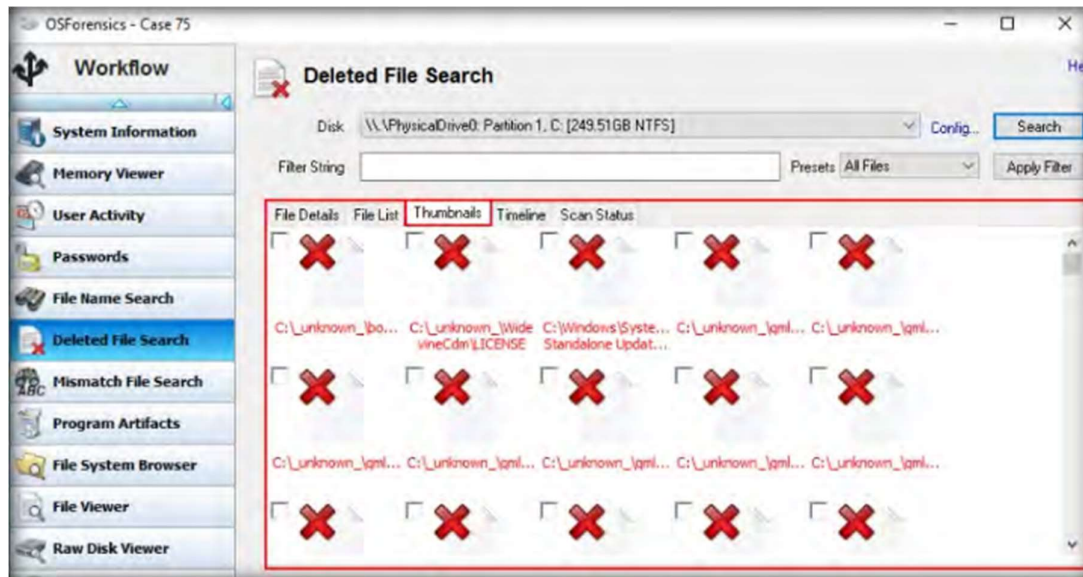 OSForensics - Case 75
Workflow
System Information
Memory Viewer
User Activity
Passwords
File Name Search
Deleted File Search
Mismatch File Search
Program Artifacts
File System Browser
File Viewer
Raw Disk Viewer
Deleted File Search
He
Disk \\.\PhysicalDrive0: Partition 1, C: [249.51GB NTFS] Config... Search
Filter String Presets All Files Apply Filter
File Details File List Thumbnails Timeline Scan Status
C:\_unknown_\bo... C:\_unknown_\Wide C:\Windows\Syste... C:\_unknown_\qml... C:\_unknown_\qml...
vineCdm\LICENSE Standalone Updat...
C:\_unknown_\qml... C:\_unknown_\qml... C:\_unknown_\qml... C:\_unknown_\qml... C:\_unknown_\qml...